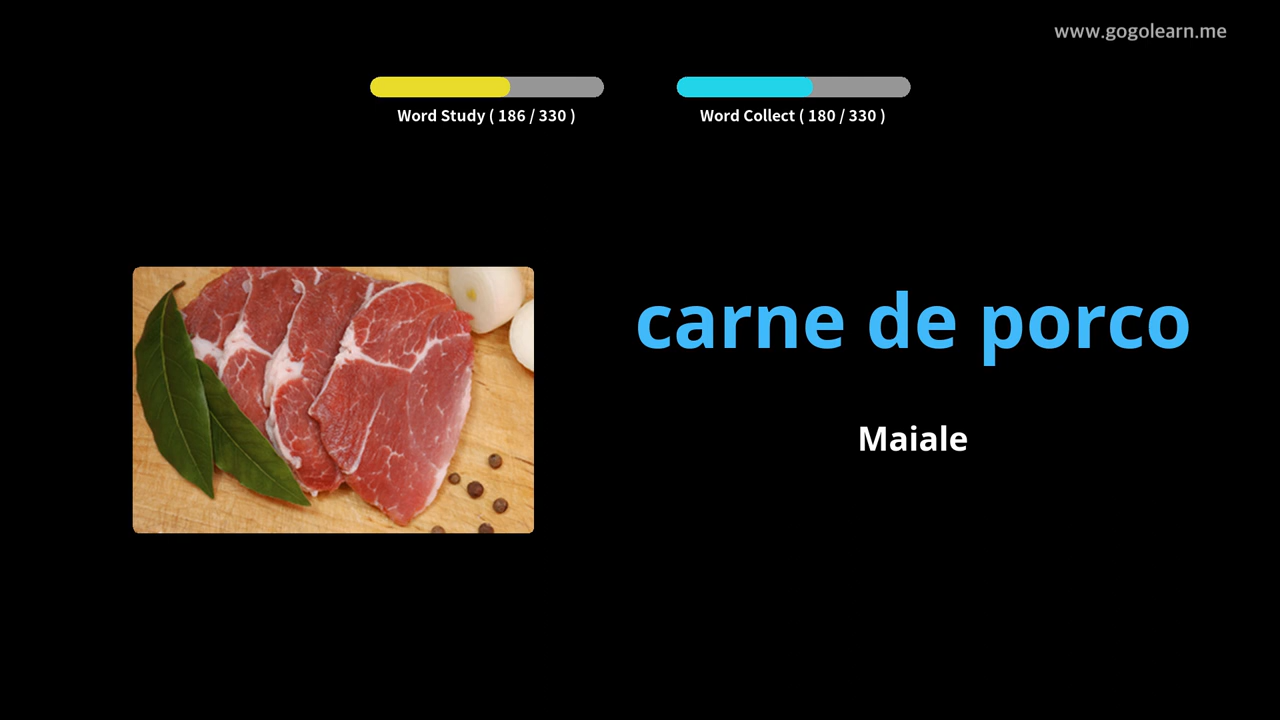 www.gogolearn.me
Word Study ( 186 / 330 )
Word Collect ( 180 / 330 )
carne de porco
Maiale